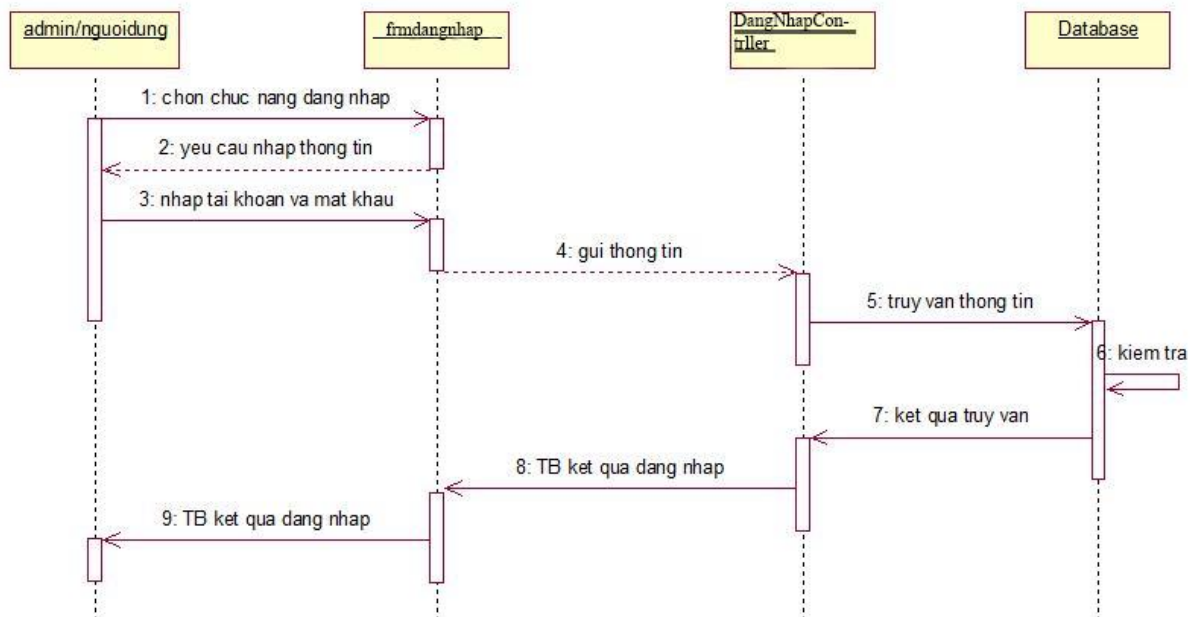 admin/nguoidung
frmdangnhap
DangNhapCon-
trller
Database
1: chon chuc nang dang nhap
2: yeu cau nhap thong tin
3: nhap tai khoan va mat khau
4: gui thong tin
5: truy van thong tin
6: kiem tra
7: ket qua truy van
8: TB ket qua dang nhap
9: TB ket qua dang nhap